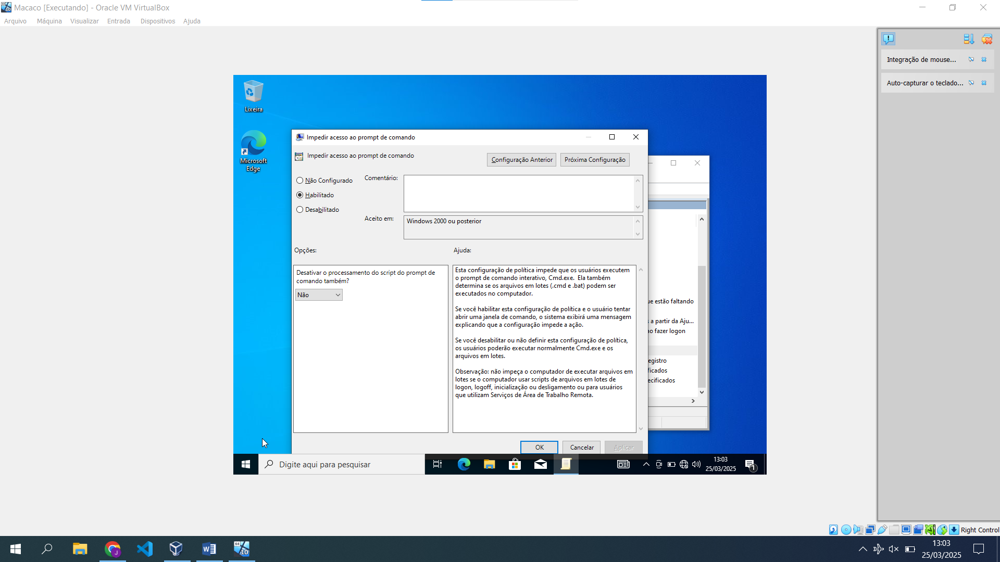 Macaco [Executando] - Oracle VM VirtualBox
Arquivo Máquina Visualizar Entrada Dispositivos Ajuda
Integração de mouse...
Auto-capturar o teclado...
Lixeira
Microsoft
Edge
Impedir acesso ao prompt de comando
Impedir acesso ao prompt de comando
Configuração Anterior
Próxima Configuração
Não Configurado
Habilitado
Desabilitado
Comentário:
Aceito em:
Windows 2000 ou posterior
Opções:
Ajuda:
Desativar o processamento do script do prompt de
comando também?
Não
Esta configuração de política impede que os usuários executem
o prompt de comando interativo, Cmd.exe. Ela também
determina se os arquivos em lotes (.cmd e .bat) podem ser
executados no computador.
Se você habilitar esta configuração de política e o usuário tentar
abrir uma janela de comando, o sistema exibirá uma mensagem
explicando que a configuração impede a ação.
Se você desabilitar ou não definir esta configuração de política,
os usuários poderão executar normalmente Cmd.exe e os
arquivos em lotes.
Observação: não impeça o computador de executar arquivos em
lotes se o computador usar scripts de arquivos em lotes de
logon, logoff, inicialização ou desligamento ou para usuários
que utilizam Serviços de Área de Trabalho Remota.
ue estão faltando
s a partir da Aju...
ao fazer logon
egistro
ificados
ecificados
OK
Cancelar
Aplicar
Digite aqui para pesquisar
13:03
25/03/2025
1
Right Control
64
10
13:03
25/03/2025